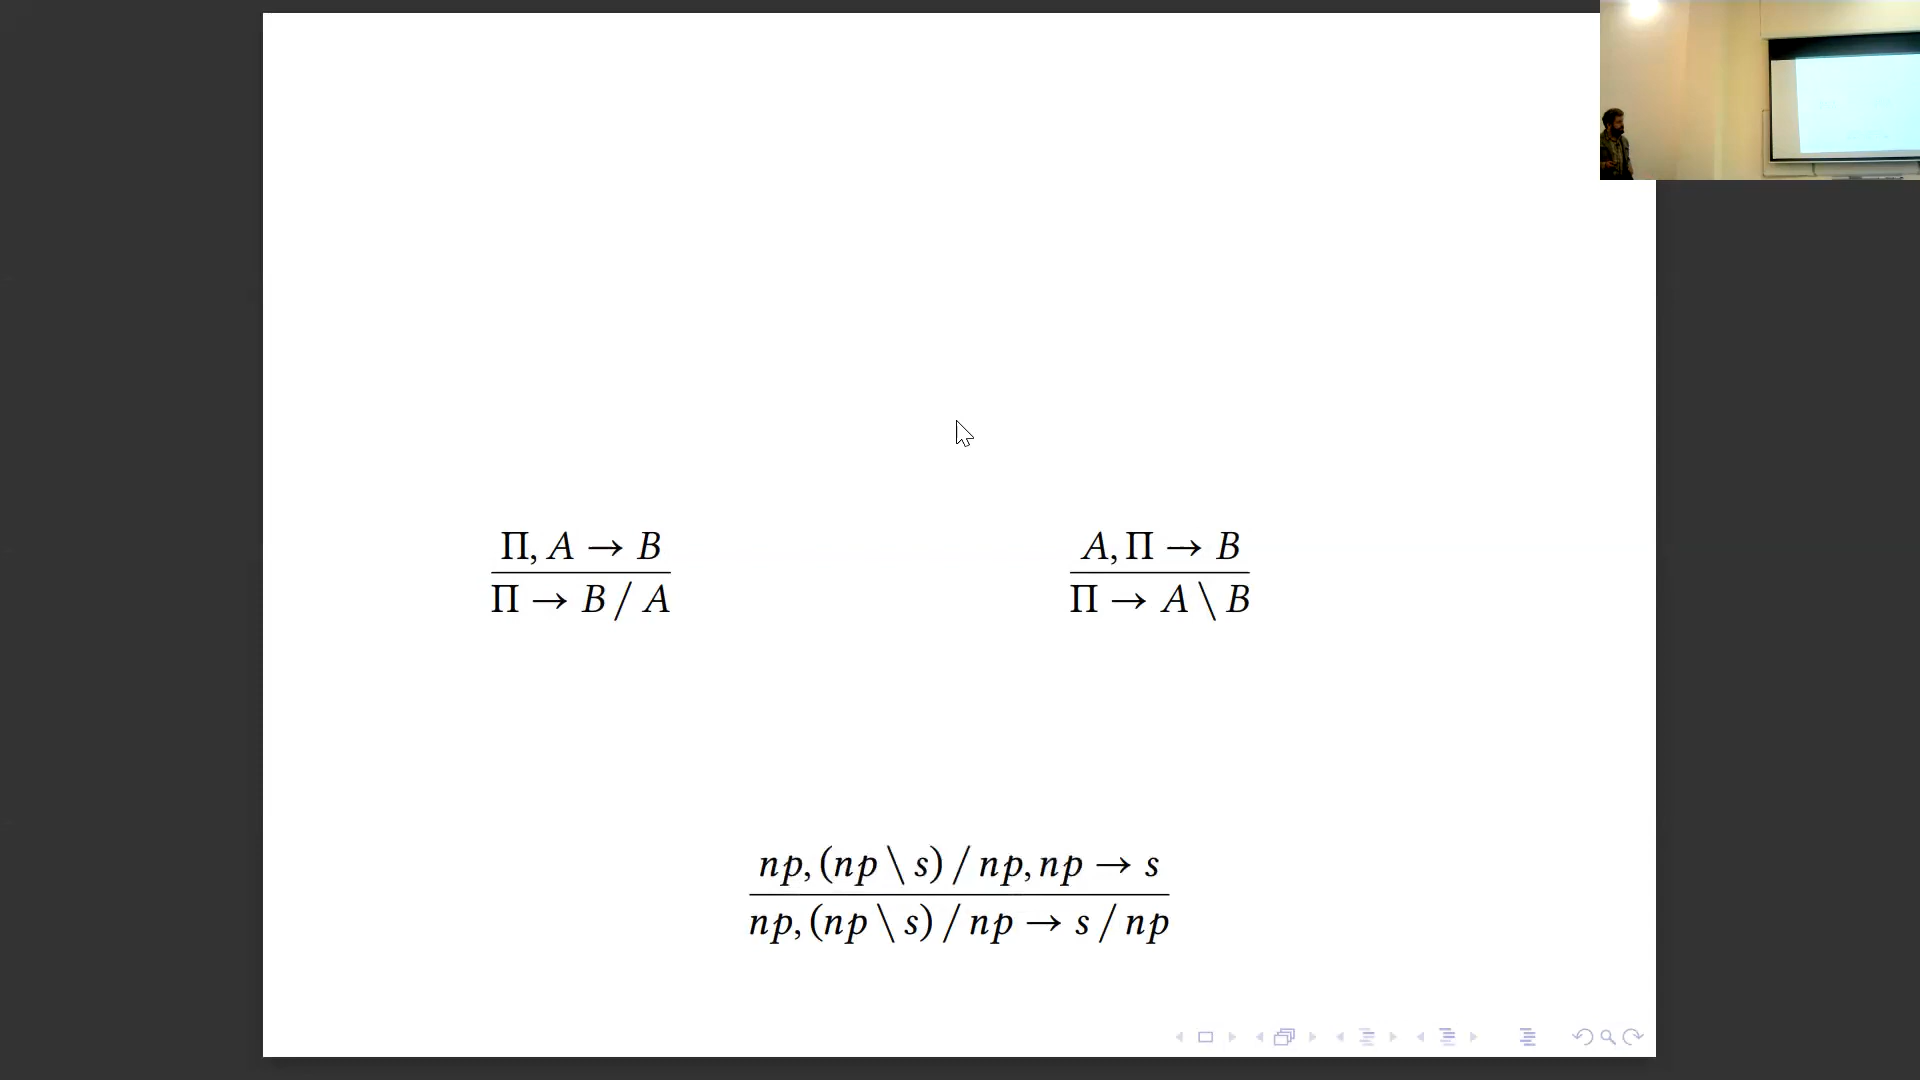 Π, A → B
Π → B / A
A, Π → B
Π → A \ B
np, (np \ s) / np, np → s
np, (np \ s) / np → s / np